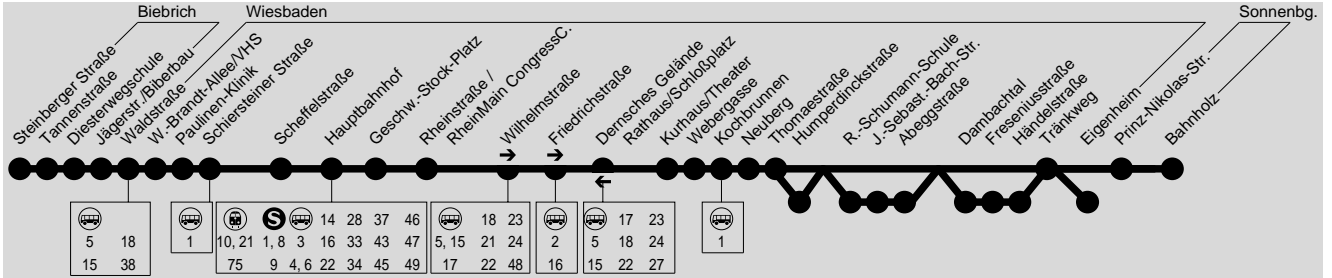 Biebrich
Wiesbaden
Sonnenbg.
Steinberger Straße
Tannenstraße
Diesterwegschule
Jägerstr./Biberbau
Waldstraße
W.-Brandt-Allee/VHS
Paulinen-Klinik
Schiersteiner Straße
Scheffelstraße
Hauptbahnhof
Geschw.-Stock-Platz
Rheinstraße /
RheinMain CongressC.
Wilhelmstraße
Friedrichstraße
Dernsches Gelände
Rathaus/Schloßplatz
Kurhaus/Theater
Webergasse
Kochbrunnen
Neuberg
Thomaestraße
Humperdinckstraße
R.-Schumann-Schule
J.-Sebast.-Bach-Str.
Abeggstraße
Dambachtal
Freseniusstraße
Händelstraße
Tränkweg
Eigenheim
Prinz-Nikolas-Str.
Bahnholz
5 18
15 38
1
S 14 28 37 46
10, 21 1, 8 3 16 33 43 47
75 9 4, 6 22 34 45 49
18 23
5, 15 21 24
17 22 48
2
16
17 23
5 18 24
15 22 27
1